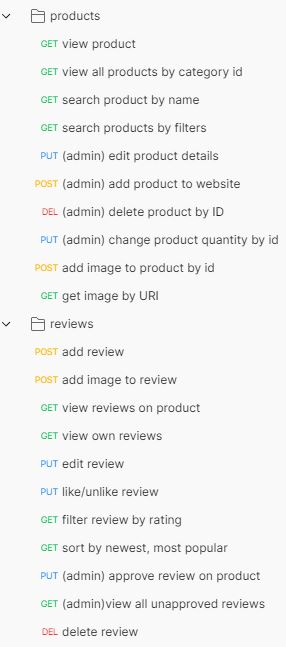 products
GET view product
GET view all products by category id
GET search product by name
GET search products by filters
PUT (admin) edit product details
POST (admin) add product to website
DEL (admin) delete product by ID
PUT (admin) change product quantity by id
POST add image to product by id
GET get image by URI
reviews
POST add review
POST add image to review
GET view reviews on product
GET view own reviews
PUT edit review
PUT like/unlike review
GET filter review by rating
GET sort by newest, most popular
PUT (admin) approve review on product
GET (admin)view all unapproved reviews
DEL delete review